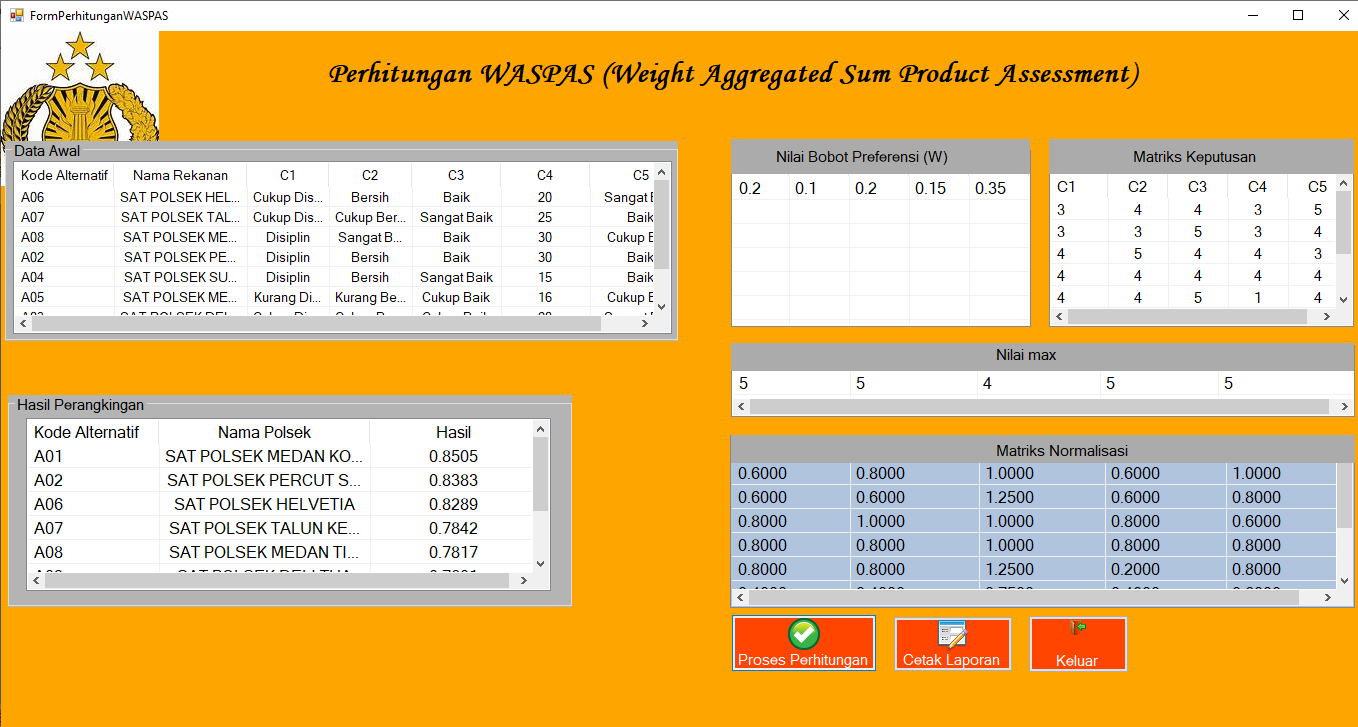 FormPerhitunganWASPAS
Perhitungan WASPAS (Weight Aggregated Sum Product Assessment)
Data Awal
Kode Alternatif Nama Rekanan C1 C2 C3 C4 C5
A06 SAT POLSEK HEL... Cukup Dis... Bersih Baik 20 Sangat
A07 SAT POLSEK TAL... Cukup Dis... Cukup Ber... Sangat Baik 25 Baik
A08 SAT POLSEK ME... Disiplin Sangat B... Baik 30 Cukup
A02 SAT POLSEK PE... Disiplin Bersih Baik 30 Baik
A04 SAT POLSEK SU... Disiplin Bersih Sangat Baik 15 Baik
A05 SAT POLSEK ME... Kurang Di... Kurang Be... Cukup Baik 16 Cukup
Nilai Bobot Preferensi (W)
0.2 0.1 0.2 0.15 0.35
Matriks Keputusan
C1 C2 C3 C4 C5
3 4 4 3 5
3 3 5 3 4
4 5 4 4 3
4 4 4 4 4
4 4 5 1 4
Nilai max
5 5 4 5 5
Hasil Perangkingan
Kode Alternatif Nama Polsek Hasil
A01 SAT POLSEK MEDAN KO... 0.8505
A02 SAT POLSEK PERCUT S... 0.8383
A06 SAT POLSEK HELVETIA 0.8289
A07 SAT POLSEK TALUN KE... 0.7842
A08 SAT POLSEK MEDAN TI... 0.7817
Matriks Normalisasi
0.6000 0.8000 1.0000 0.6000 1.0000
0.6000 0.6000 1.2500 0.6000 0.8000
0.8000 1.0000 1.0000 0.8000 0.6000
0.8000 0.8000 1.0000 0.8000 0.8000
0.8000 0.8000 1.2500 0.2000 0.8000
Proses Perhitungan
Cetak Laporan
Keluar